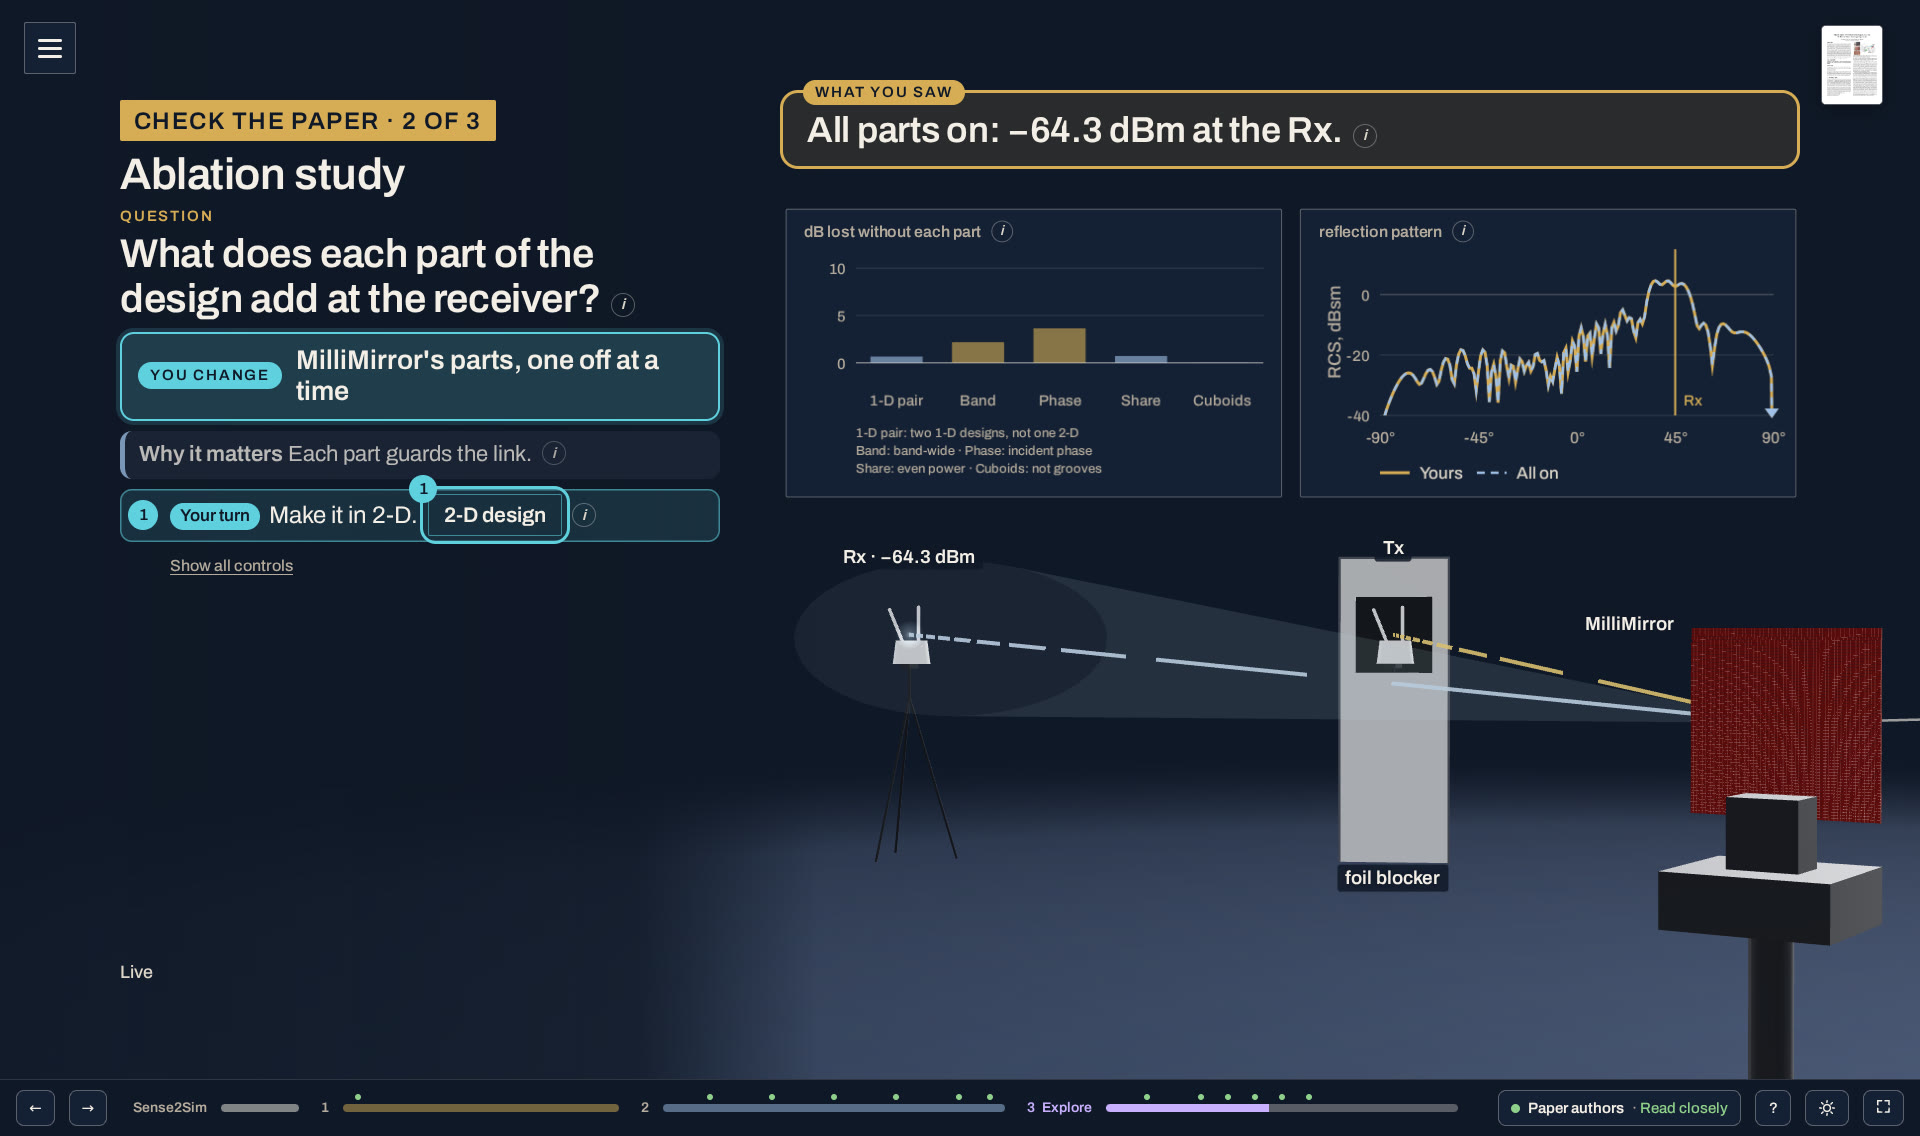 CHECK THE PAPER · 2 OF 3
Ablation study
QUESTION
What does each part of the
design add at the receiver? i
YOU CHANGE
MilliMirror's parts, one off at a
time
Why it matters Each part guards the link. i
1
1 Your turn Make it in 2-D. 2-D design i
Show all controls
Live
WHAT YOU SAW
All parts on: −64.3 dBm at the Rx. i
dB lost without each part i
10
5
0
1-D pair Band Phase Share Cuboids
1-D pair: two 1-D designs, not one 2-D
Band: band-wide · Phase: incident phase
Share: even power · Cuboids: not grooves
reflection pattern i
RCS, dBsm
0
-20
-40
Rx
-90° -45° 0° 45° 90°
Yours All on
Rx · −64.3 dBm
Tx
MilliMirror
foil blocker
← → Sense2Sim 1 2 3 Explore Paper authors · Read closely ?